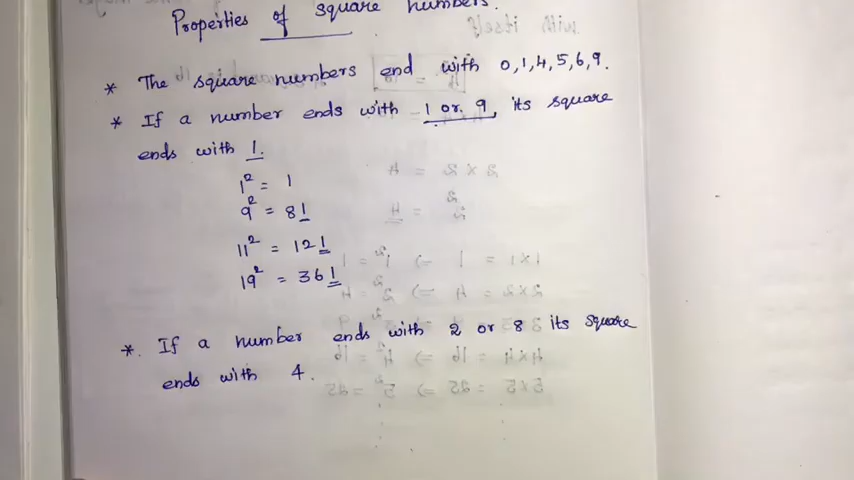 Properties of square numbers.
* The square numbers end with 0,1,4,5,6,9.
* If a number ends with 1 or 9, its square
ends with 1.
1² = 1
9² = 81
11² = 121
19² = 361
*. If a number ends with 2 or 8 its square
ends with 4.